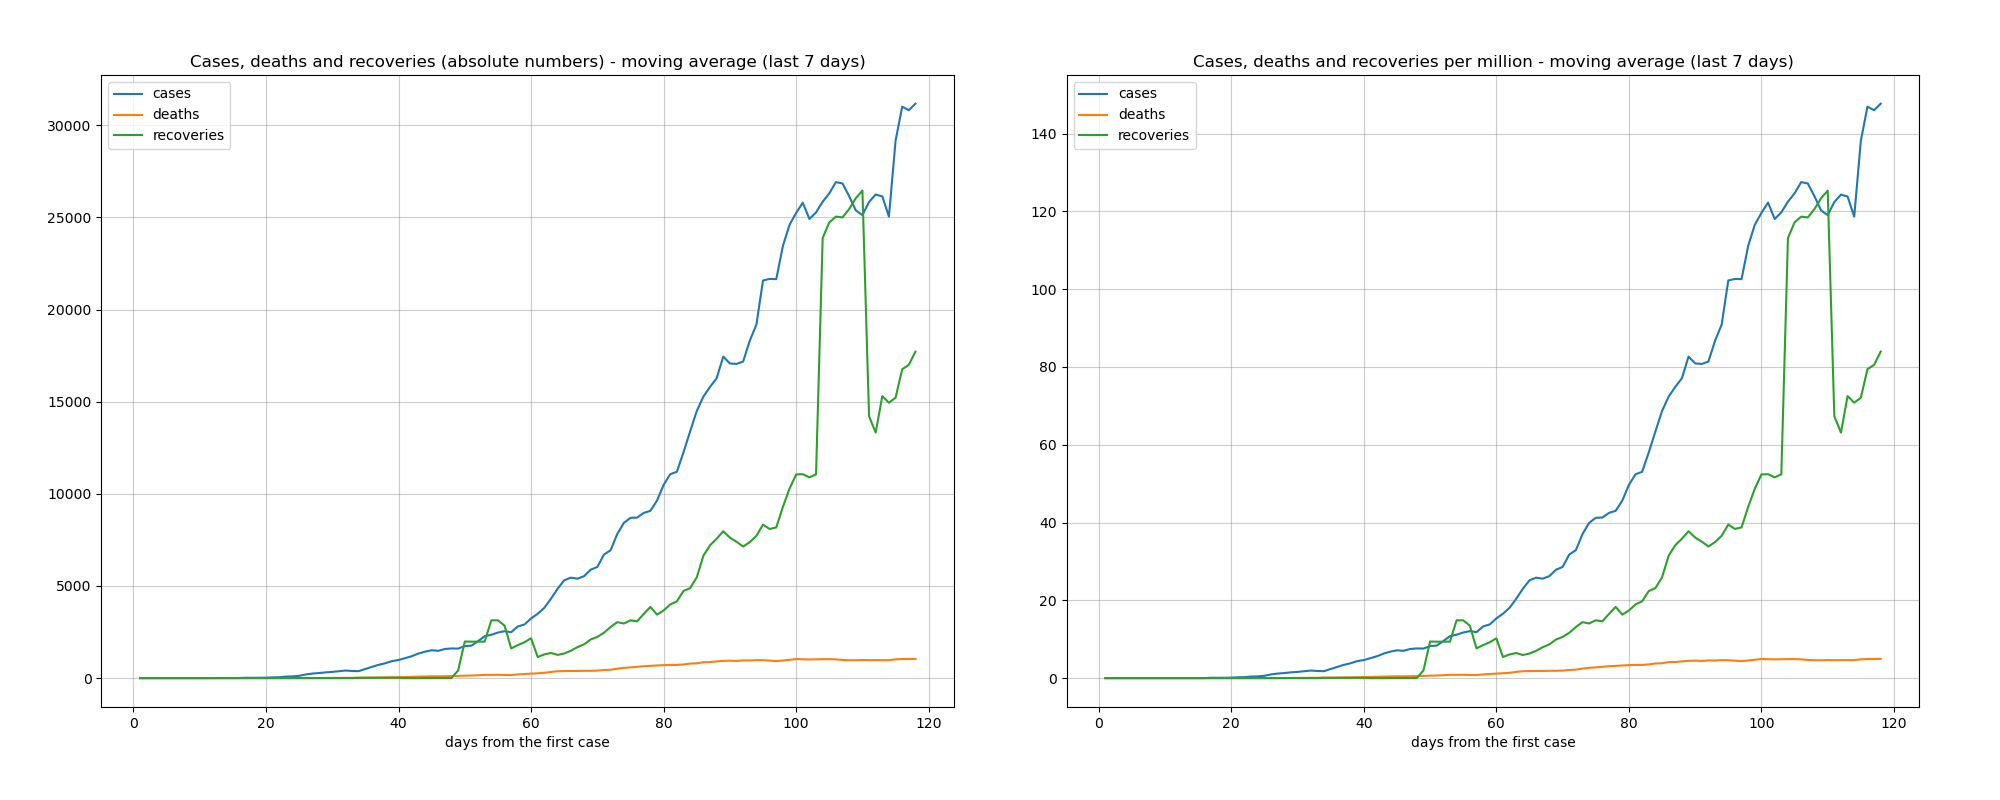 Cases, deaths and recoveries (absolute numbers) - moving average (last 7 days)
cases
deaths
recoveries
30000
25000
20000
15000
10000
5000
0
0 20 40 60 80 100 120
days from the first case
Cases, deaths and recoveries per million - moving average (last 7 days)
cases
deaths
recoveries
140
120
100
80
60
40
20
0
0 20 40 60 80 100 120
days from the first case